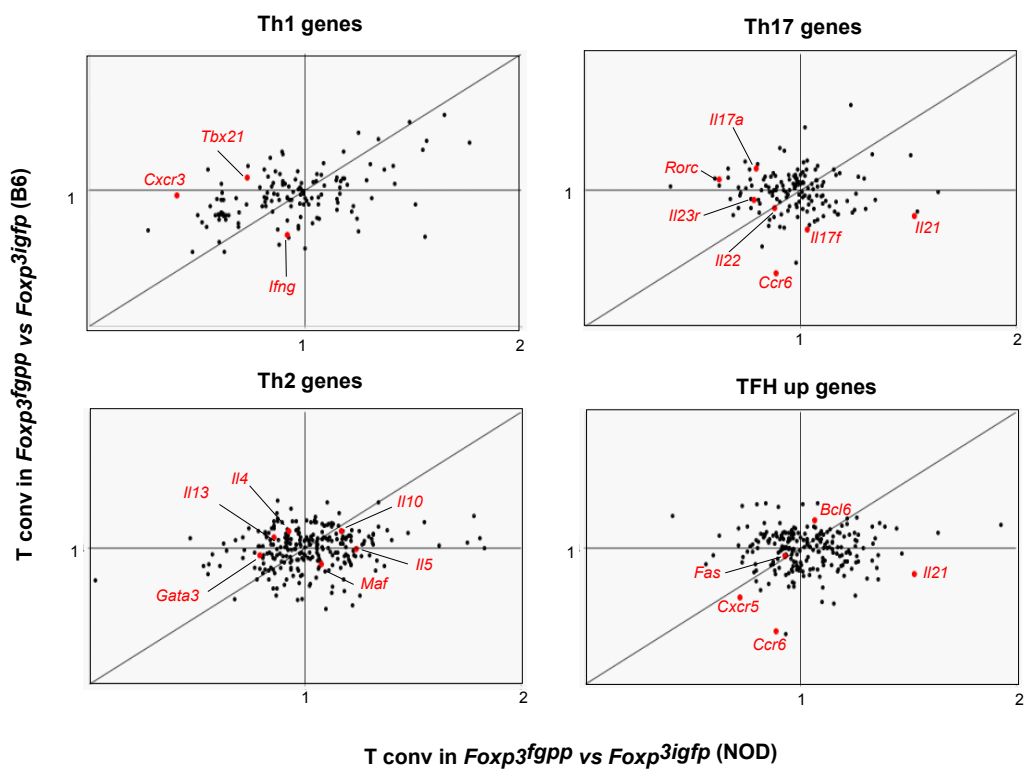 Th1 genes
Th17 genes
Tbx21
Cxcr3
Ifng
1
1
2
Il17a
Rorc
Il23r
Il22
Il17f
Il21
Ccr6
1
1
2
Th2 genes
TFH up genes
Il4
Il13
Il10
Il5
Maf
Gata3
1
1
2
Bcl6
Fas
Il21
Cxcr5
Ccr6
1
1
2
T conv in Foxp3fgpp vs Foxp3igfp (B6)
T conv in Foxp3fgpp vs Foxp3igfp (NOD)